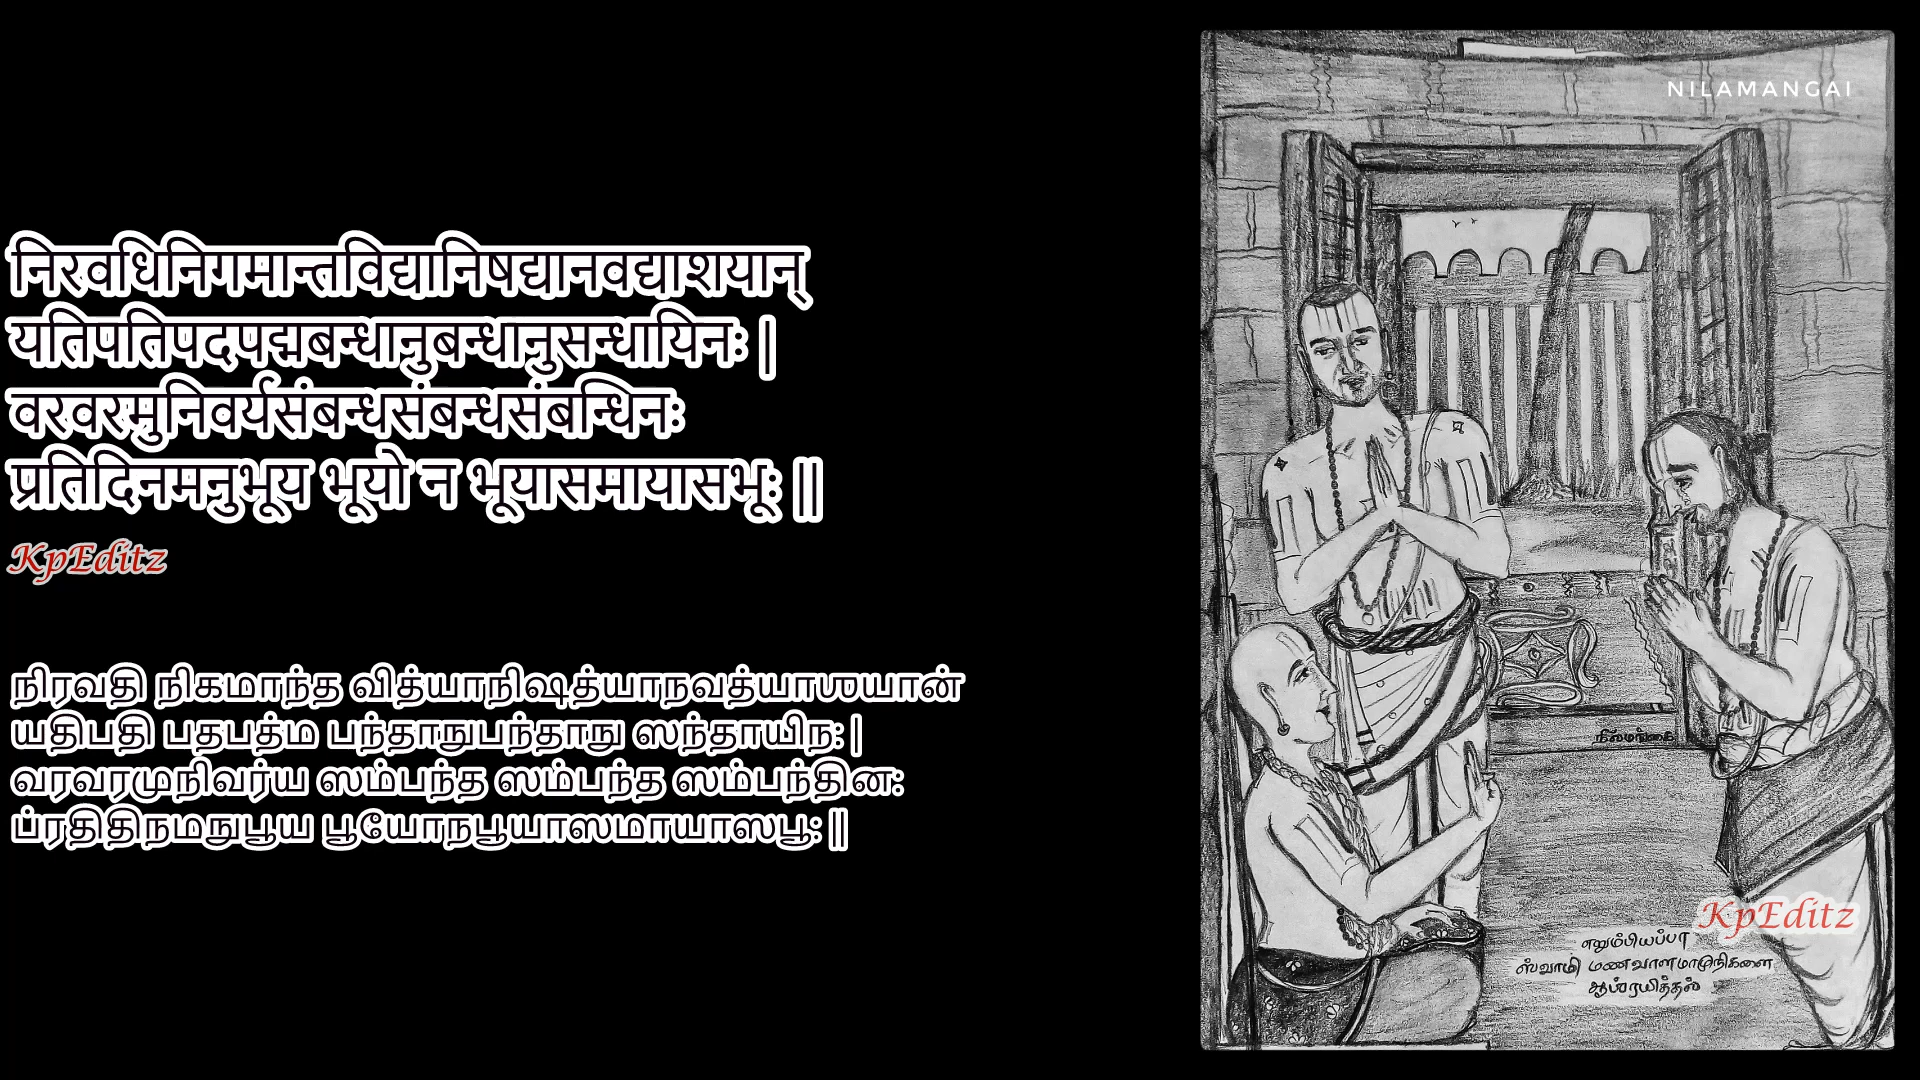 निरवधिनिगमान्तविद्यानिषद्यानवद्याशयान्
यतिपतिपदपद्मबन्धानुबन्धानुसन्धायिनः |
वरवरमुनिवर्यसंबन्धसंबन्धसंबन्धिनः
प्रतिदिनमनुभूय भूयो न भूयासमायासभूः ||
KpEditz
நிரவதி நிகமாந்த வித்யாநிஷத்யாநவத்யாஶயான்
யதிபதி பதபத்ம பந்தாநுபந்தாநு ஸந்தாயிந: |
வரவரமுநிவர்ய ஸம்பந்த ஸம்பந்த ஸம்பந்தின:
ப்ரதிதிநமநுபூய பூயோநபூயாஸமாயாஸபூ: ||
NILAMANGAI
நிலமங்கை
KpEditz
எறும்பியப்பா
ஸ்வாமி மணவாளமாமுநிகளை
ஆஶ்ரயித்தல்